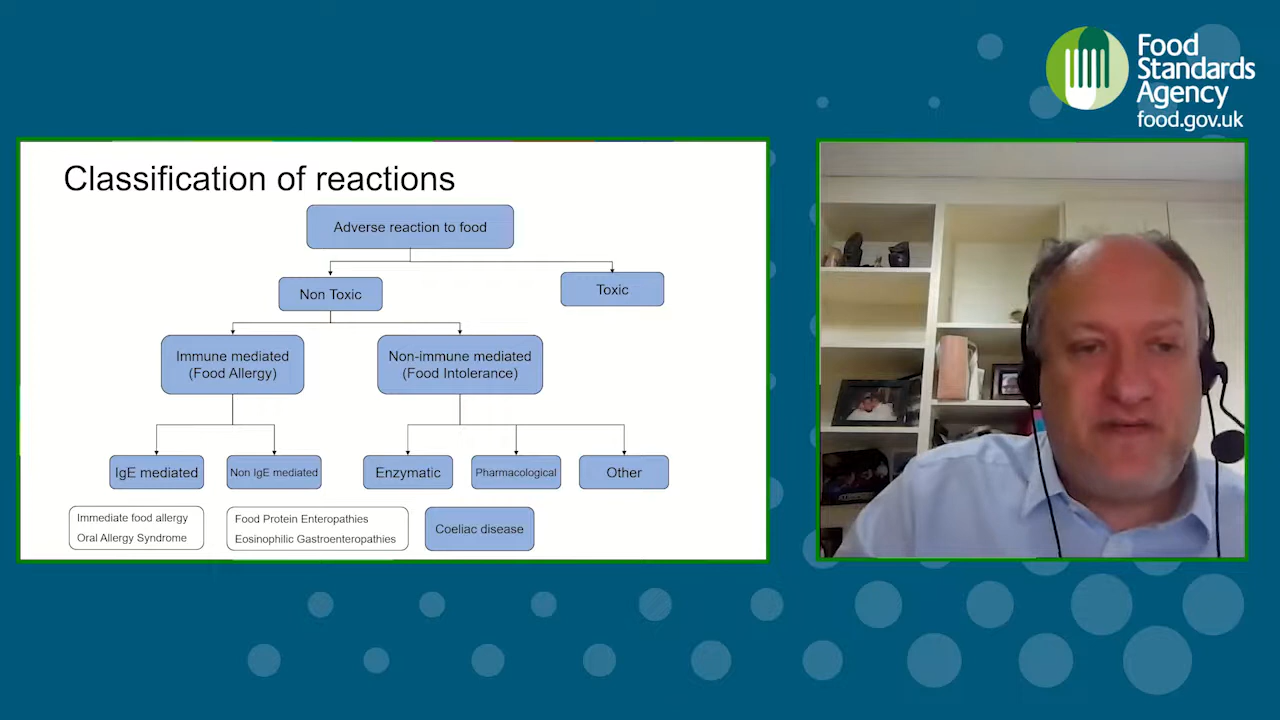 Food
Standards
Agency
food.gov.uk
Classification of reactions
Adverse reaction to food
Non Toxic
Toxic
Immune mediated
(Food Allergy)
Non-immune mediated
(Food Intolerance)
IgE mediated
Non IgE mediated
Enzymatic
Pharmacological
Other
Immediate food allergy
Oral Allergy Syndrome
Food Protein Enteropathies
Eosinophilic Gastroenteropathies
Coeliac disease